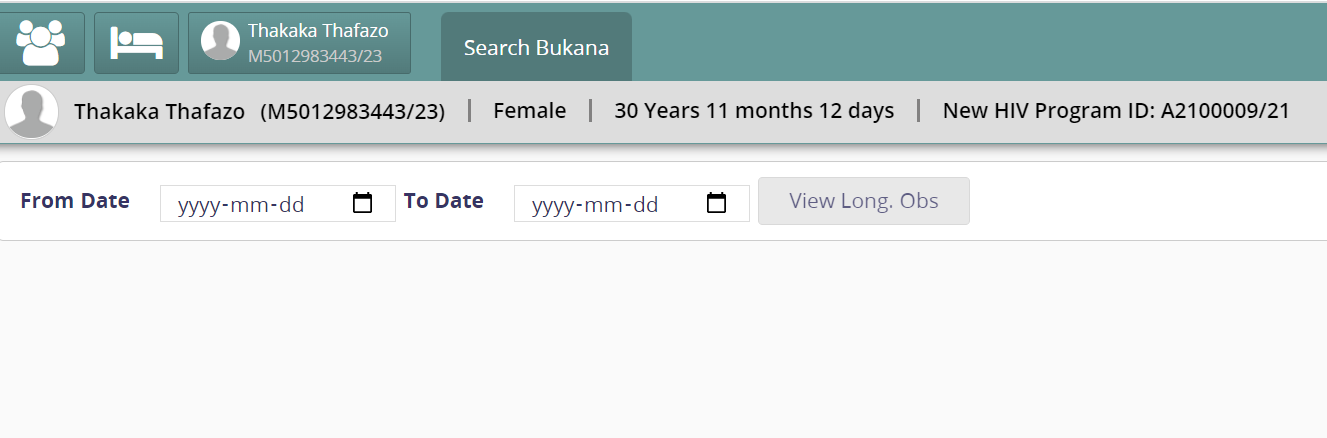 Thakaka Thafazo
M5012983443/23
Search Bukana
Thakaka Thafazo (M5012983443/23) | Female | 30 Years 11 months 12 days | New HIV Program ID: A2100009/21
From Date yyyy-mm-dd To Date yyyy-mm-dd View Long. Obs